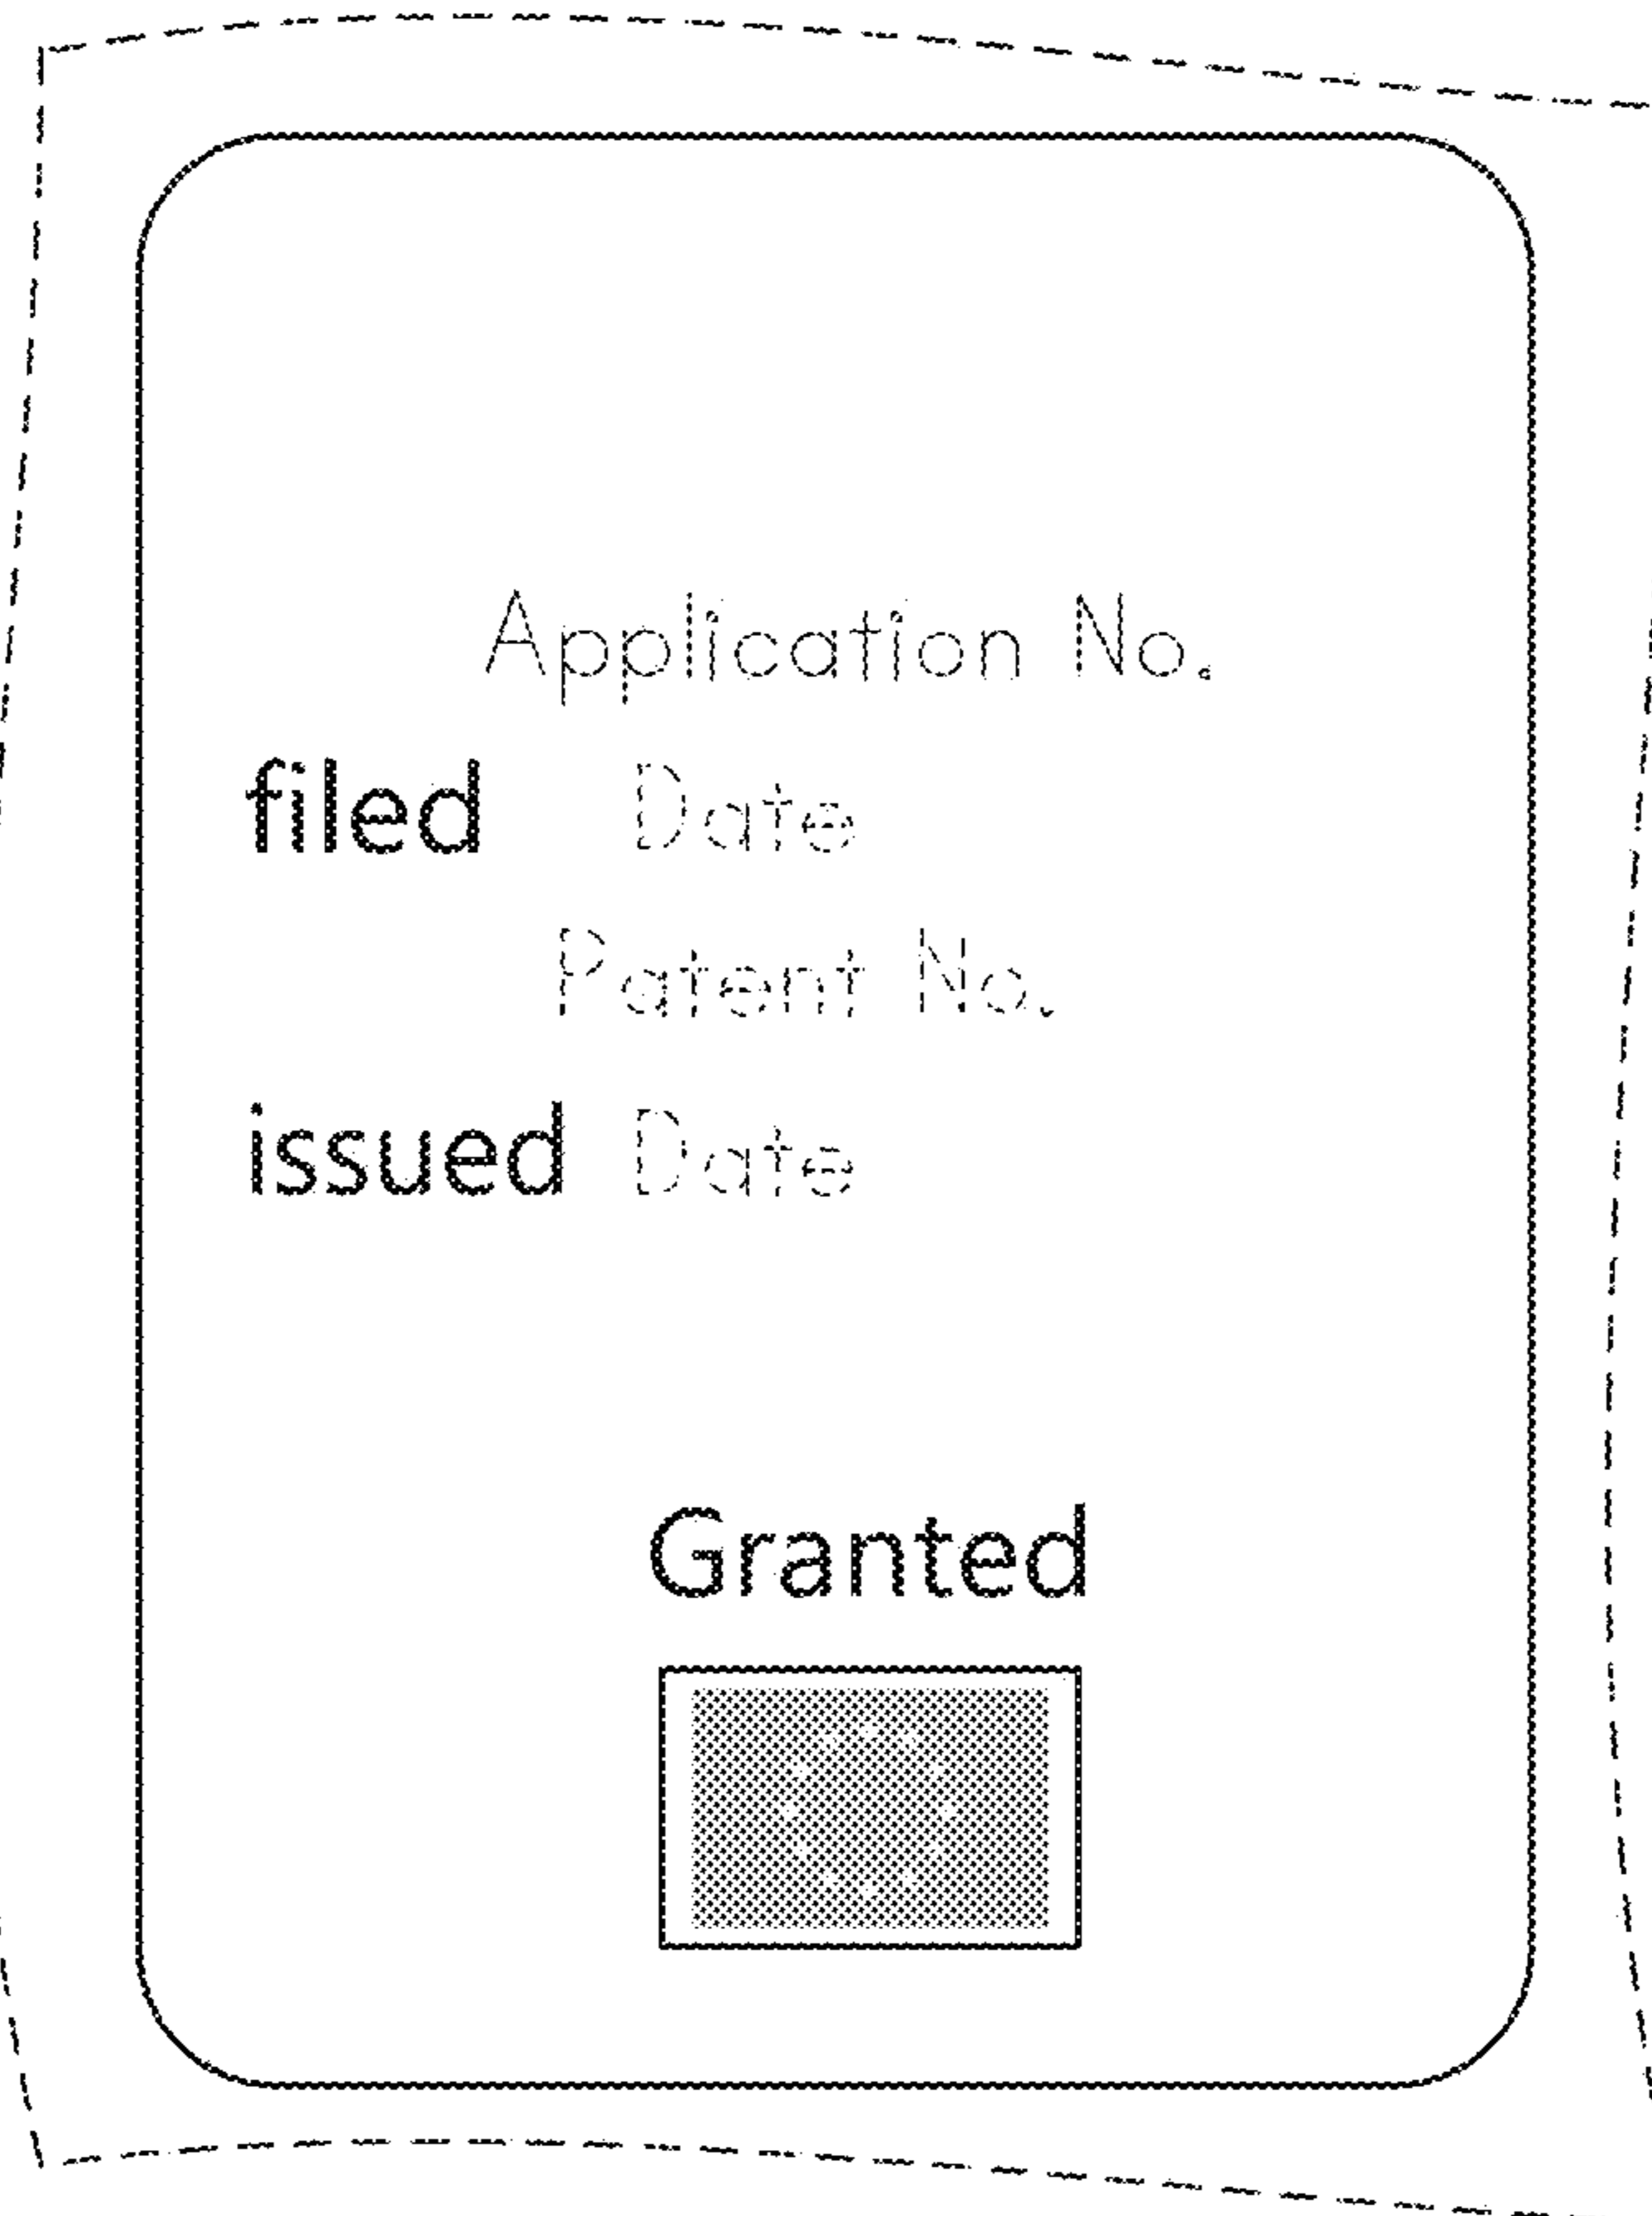 Application No.
filed Date
Patent No.
issued Date
Granted